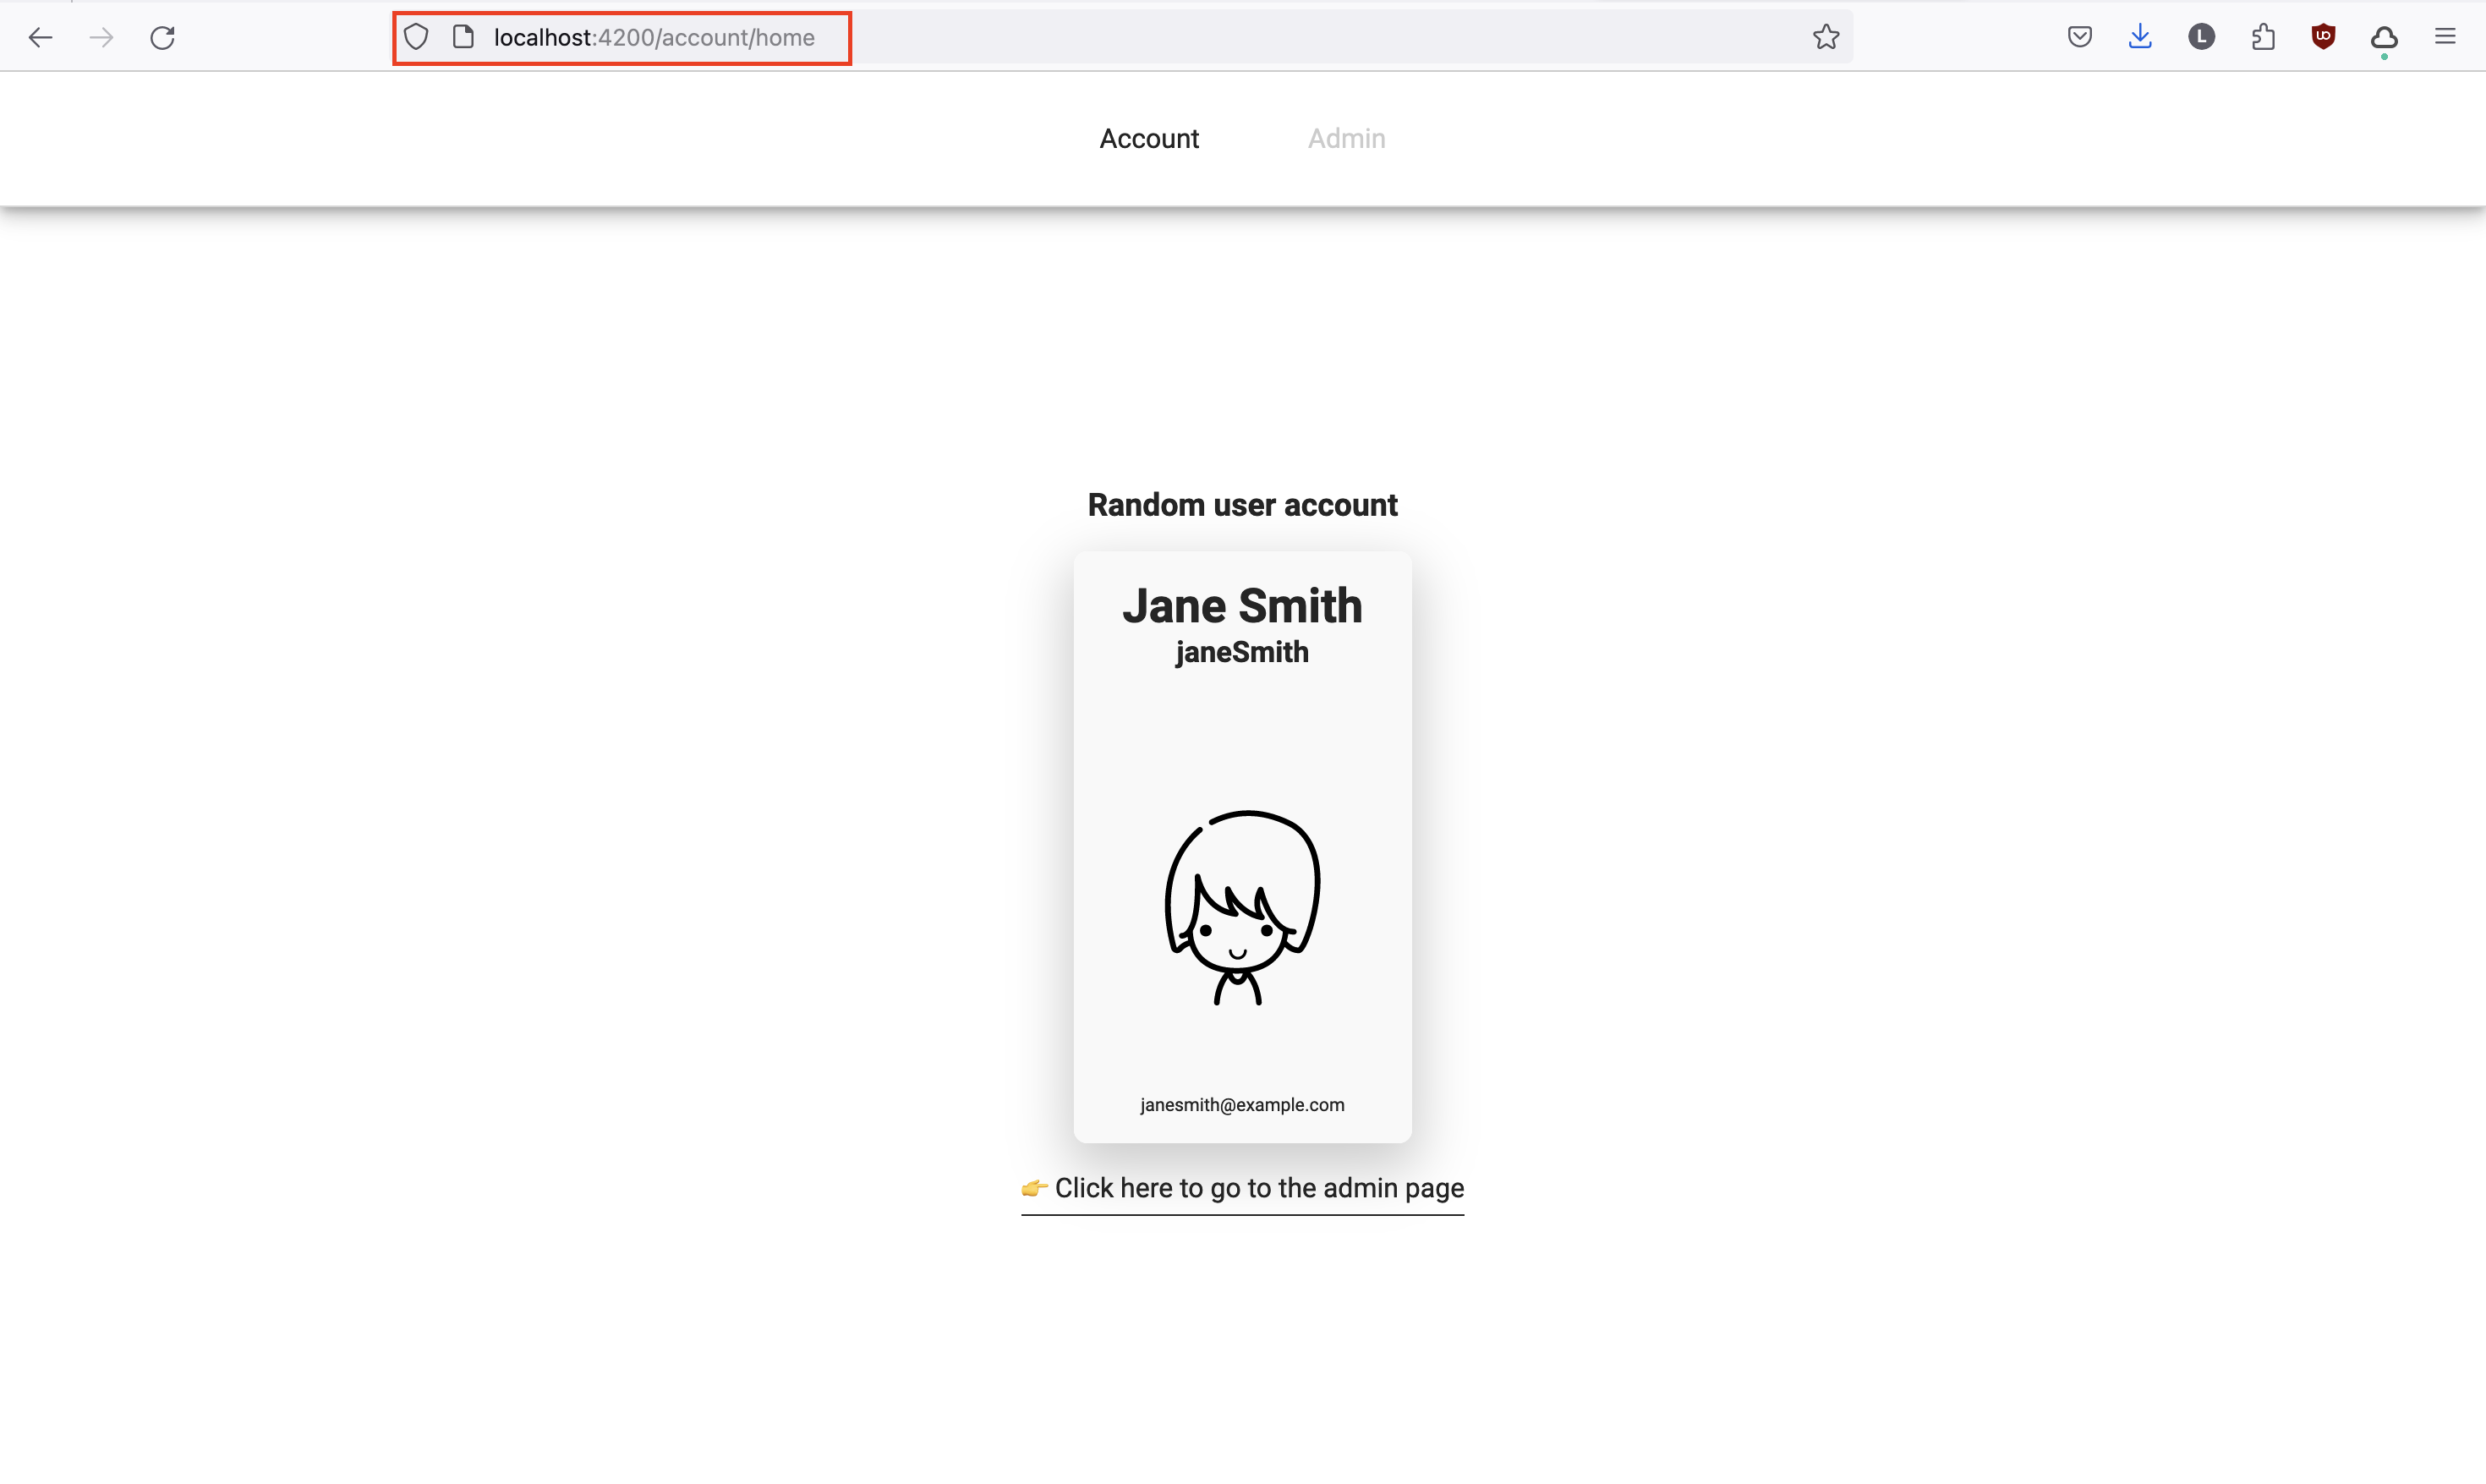 localhost:4200/account/home
L
Account Admin
Random user account
Jane Smith
janeSmith
janesmith@example.com
👉 Click here to go to the admin page